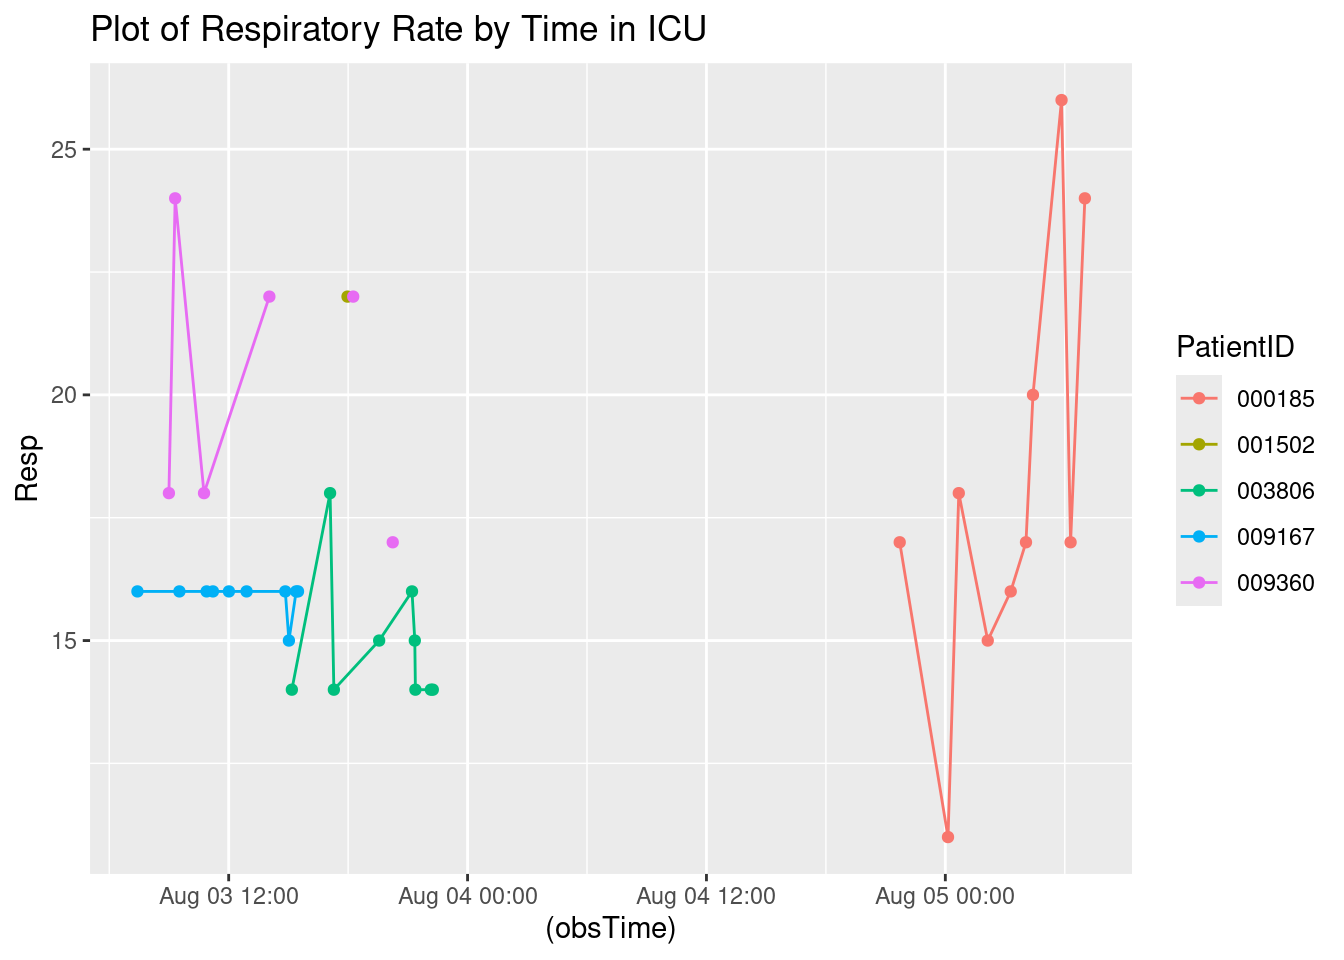 Plot of Respiratory Rate by Time in ICU
25
20
15
Resp
Aug 03 12:00 Aug 04 00:00 Aug 04 12:00 Aug 05 00:00
(obsTime)
PatientID
000185
001502
003806
009167
009360